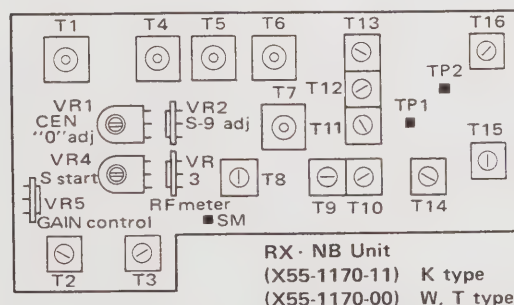 T1
T4
T5
T6
T13
T16
T12
TP2
VR1
CEN
"0" adj
VR2
S-9 adj
T7
T11
TP1
VR4
S start
VR
3
T8
T15
VR5
RF meter
T9
T10
T14
GAIN control
SM
T2
T3
RX · NB Unit
(X55-1170-11) K type
(X55-1170-00) W, T type